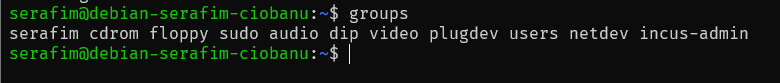 serafim@debian-serafim-ciobanu:~$ groups
serafim cdrom floppy sudo audio dip video plugdev users netdev incus-admin
serafim@debian-serafim-ciobanu:~$